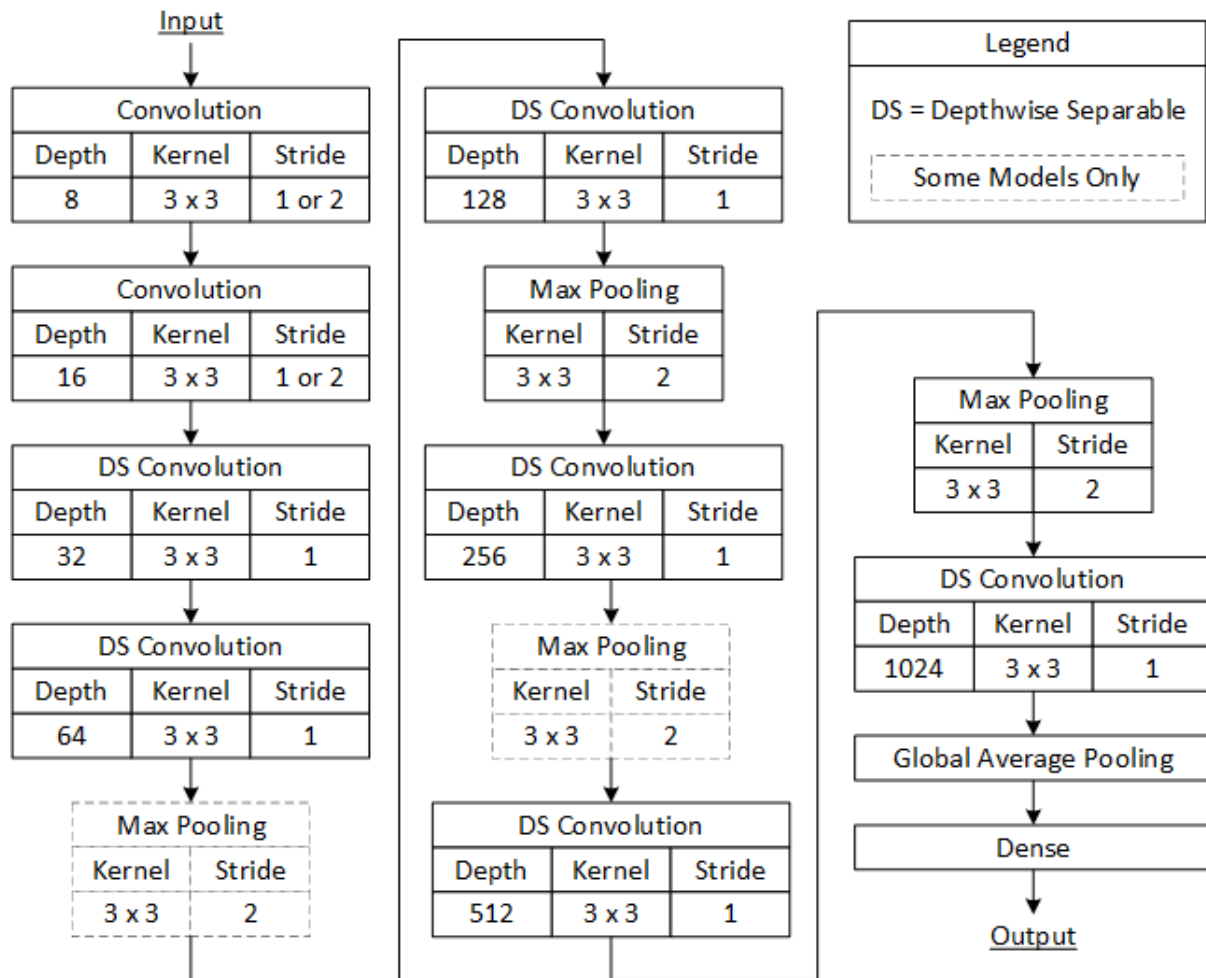 Input
Convolution
Depth Kernel Stride
8 3 x 3 1 or 2
Convolution
Depth Kernel Stride
16 3 x 3 1 or 2
DS Convolution
Depth Kernel Stride
32 3 x 3 1
DS Convolution
Depth Kernel Stride
64 3 x 3 1
Max Pooling
Kernel Stride
3 x 3 2
DS Convolution
Depth Kernel Stride
128 3 x 3 1
Max Pooling
Kernel Stride
3 x 3 2
DS Convolution
Depth Kernel Stride
256 3 x 3 1
Max Pooling
Kernel Stride
3 x 3 2
DS Convolution
Depth Kernel Stride
512 3 x 3 1
Max Pooling
Kernel Stride
3 x 3 2
DS Convolution
Depth Kernel Stride
1024 3 x 3 1
Global Average Pooling
Dense
Output
Legend
DS = Depthwise Separable
Some Models Only